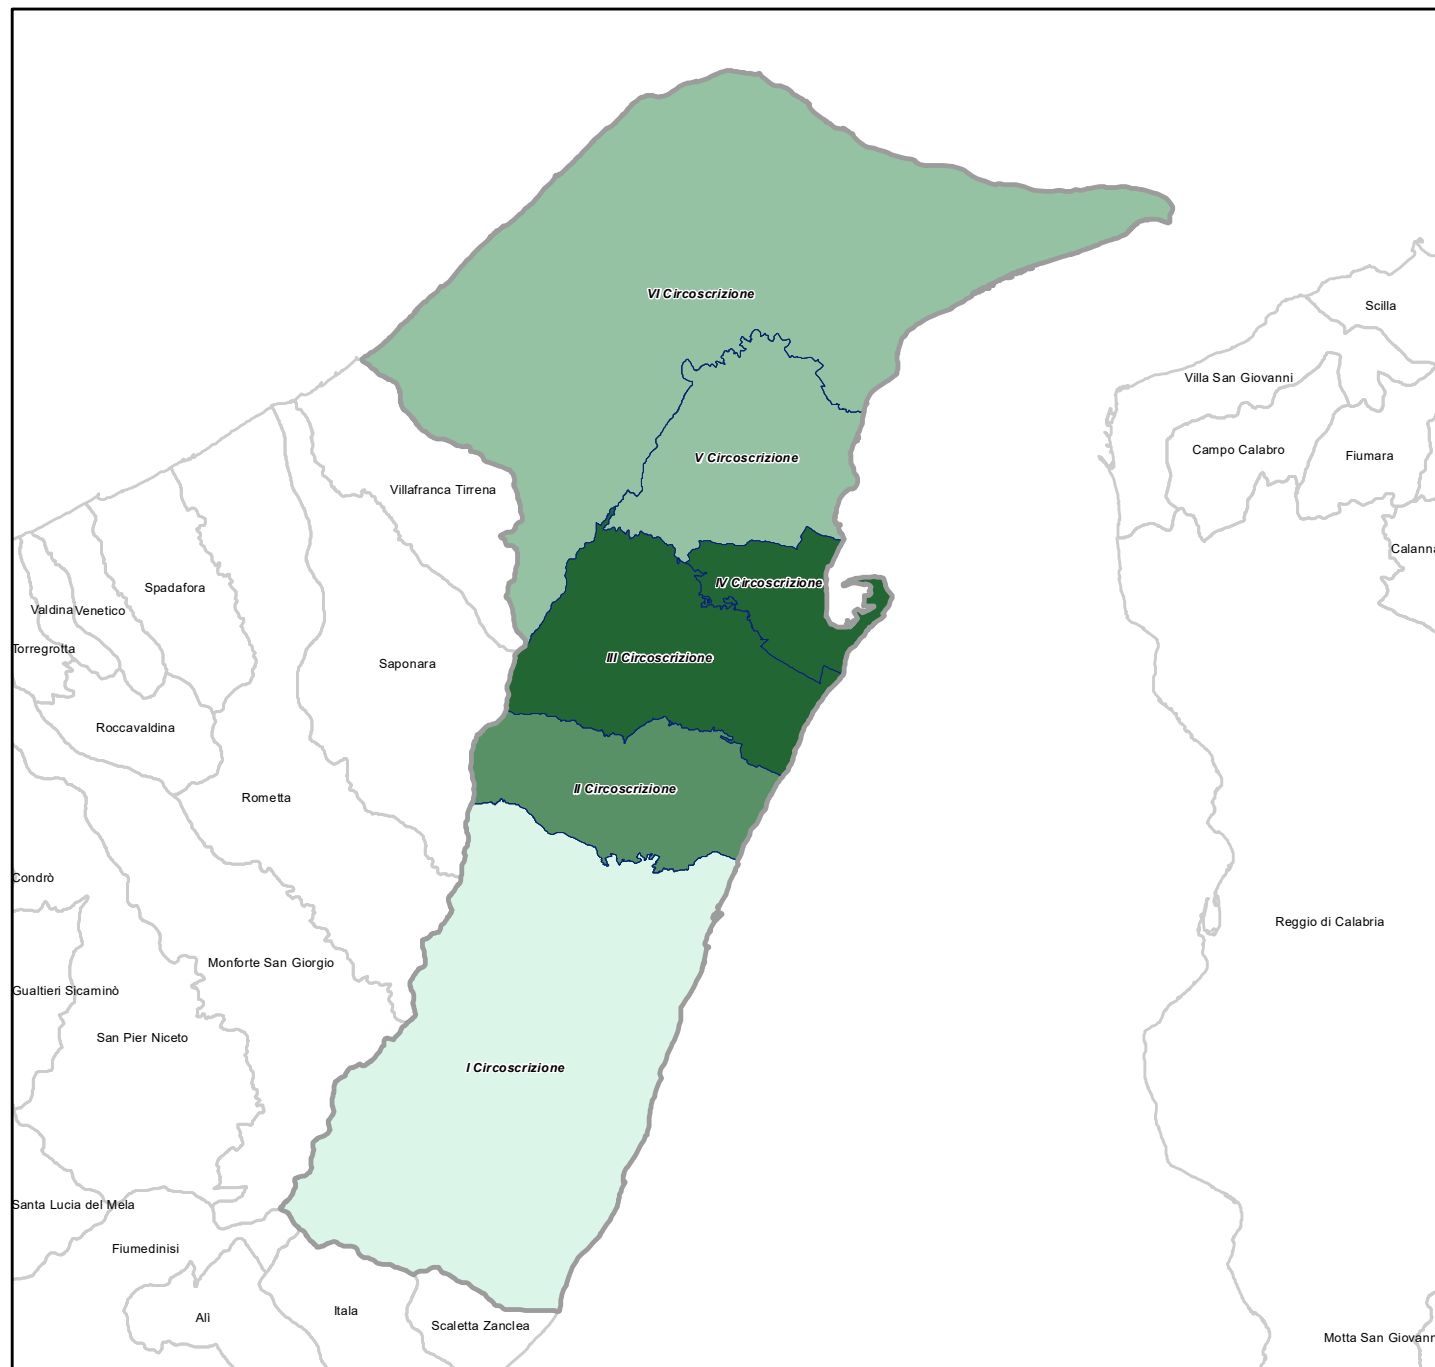 VI Circoscrizione
Scilla
Villa San Giovanni
Campo Calabro
Fiumara
V Circoscrizione
Villafranca Tirrena
Calanna
IV Circoscrizione
Spadafora
Valdina
Venetico
Torregrotta
III Circoscrizione
Saponara
Roccavaldina
II Circoscrizione
Rometta
Condrò
Reggio di Calabria
Monforte San Giorgio
Gualtieri Sicaminò
San Pier Niceto
I Circoscrizione
Santa Lucia del Mela
Fiumedinisi
Itala
Alì
Scaletta Zanclea
Motta San Giovann